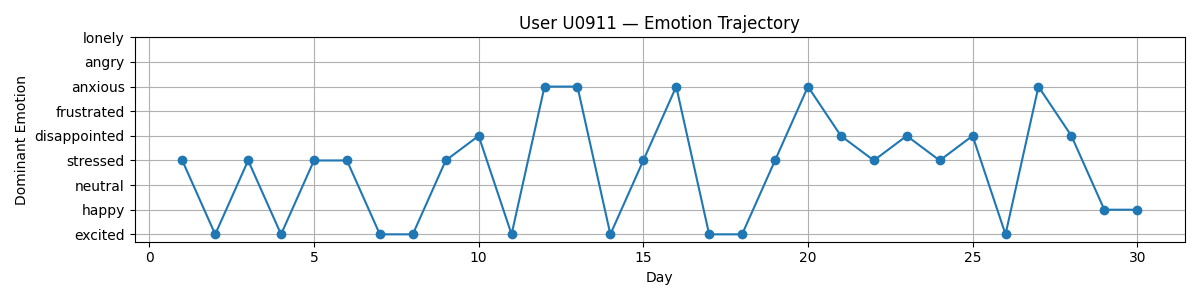 User U0911 — Emotion Trajectory
Dominant Emotion
lonely
angry
anxious
frustrated
disappointed
stressed
neutral
happy
excited
0 5 10 15 20 25 30
Day